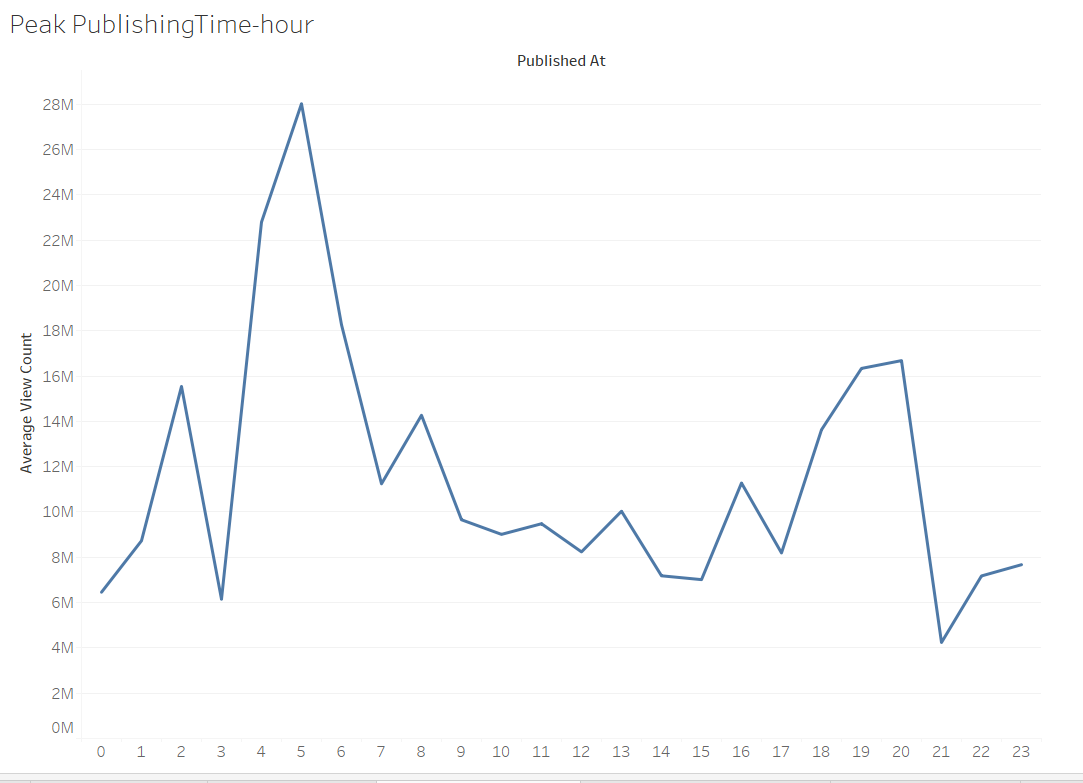 Peak PublishingTime-hour
Published At
Average View Count
28M
26M
24M
22M
20M
18M
16M
14M
12M
10M
8M
6M
4M
2M
0M
0 1 2 3 4 5 6 7 8 9 10 11 12 13 14 15 16 17 18 19 20 21 22 23